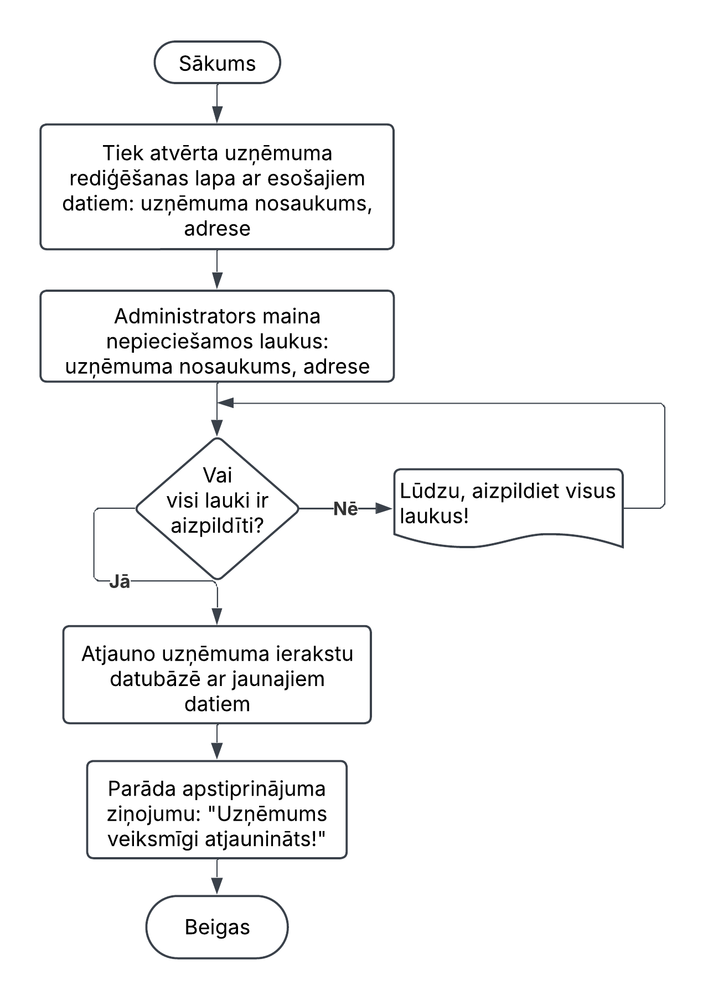 Sākums
Tiek atvērta uzņēmuma
rediģēšanas lapa ar esošajiem
datiem: uzņēmuma nosaukums,
adrese
Administrators maina
nepieciešamos laukus:
uzņēmuma nosaukums, adrese
Vai
visi lauki ir
aizpildīti?
Nē
Lūdzu, aizpildiet visus
laukus!
Jā
Atjauno uzņēmuma ierakstu
datubāzē ar jaunajiem
datiem
Parāda apstiprinājuma
ziņojumu: "Uzņēmums
veiksmīgi atjaunināts!"
Beigas